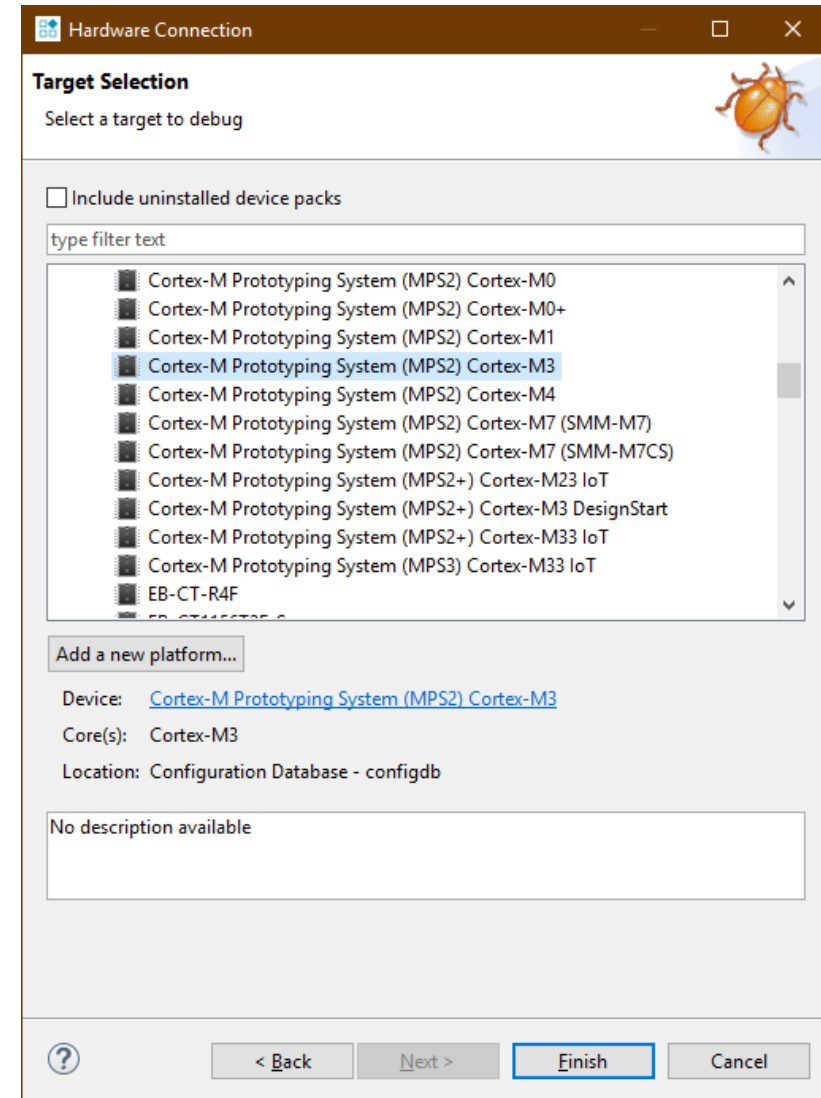 Hardware Connection
Target Selection
Select a target to debug
Include uninstalled device packs
type filter text
Cortex-M Prototyping System (MPS2) Cortex-M0
Cortex-M Prototyping System (MPS2) Cortex-M0+
Cortex-M Prototyping System (MPS2) Cortex-M1
Cortex-M Prototyping System (MPS2) Cortex-M3
Cortex-M Prototyping System (MPS2) Cortex-M4
Cortex-M Prototyping System (MPS2) Cortex-M7 (SMM-M7)
Cortex-M Prototyping System (MPS2) Cortex-M7 (SMM-M7CS)
Cortex-M Prototyping System (MPS2+) Cortex-M23 IoT
Cortex-M Prototyping System (MPS2+) Cortex-M3 DesignStart
Cortex-M Prototyping System (MPS2+) Cortex-M33 IoT
Cortex-M Prototyping System (MPS3) Cortex-M33 IoT
EB-CT-R4F
Add a new platform...
Device: Cortex-M Prototyping System (MPS2) Cortex-M3
Core(s): Cortex-M3
Location: Configuration Database - configdb
No description available
? < Back Next > Finish Cancel